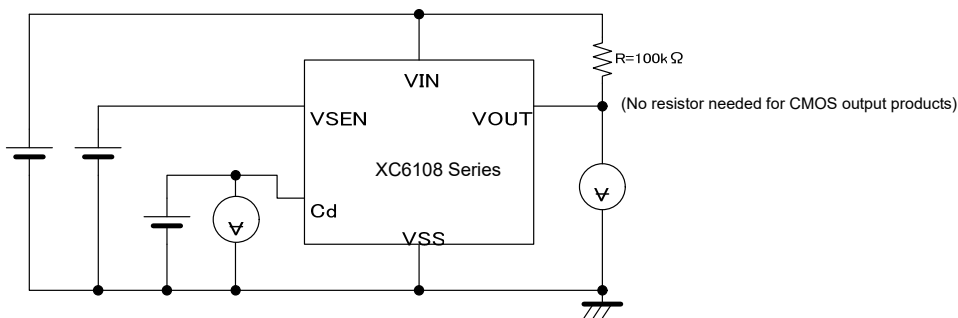 R=100kΩ
VIN
(No resistor needed for CMOS output products)
VSEN
VOUT
XC6108 Series
V
V
Cd
VSS